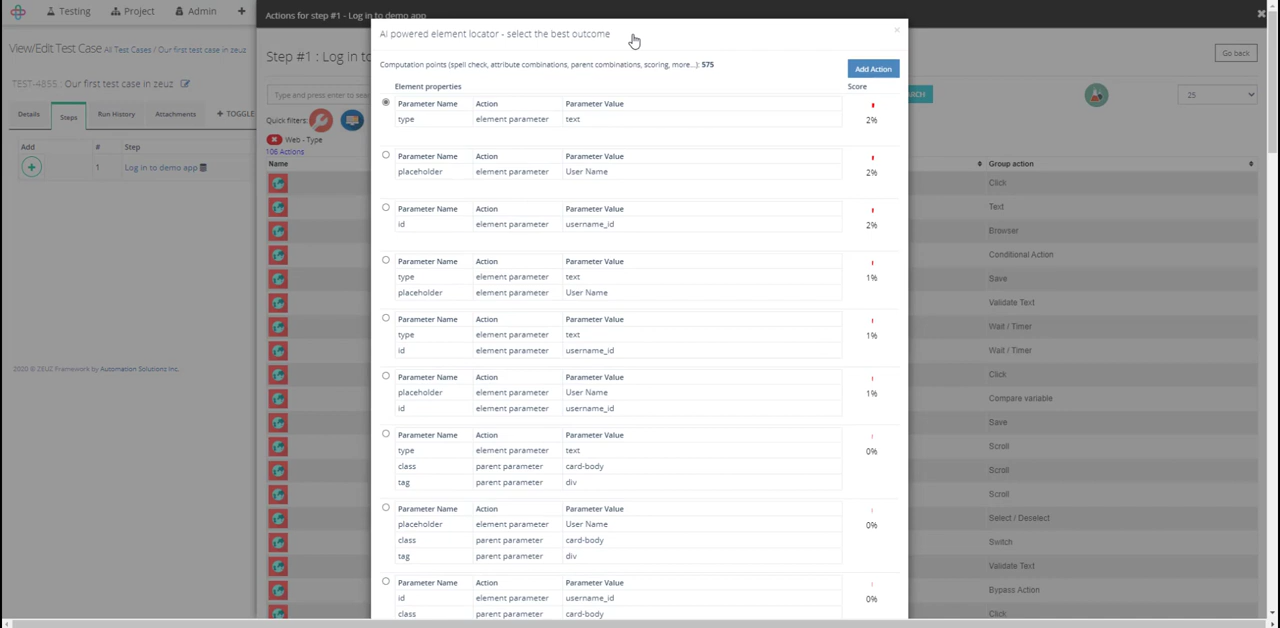 Testing Project Admin +
Actions for step #1 - Log in to demo app
View/Edit Test Case All Test Cases / Our first test case in zeuz
TEST-4855 : Our first test case in zeuz
Details Steps Run History Attachments + TOGGLE
Add # Step
1 Log in to demo app
2020 © ZEUZ Framework by Automation Solutions Inc.
Step #1 : Log in to
Go back
Type and press enter to sea
ARCH
25
Quick filters:
Web - Type
106 Actions
Name
Group action
Click
Text
Browser
Conditional Action
Save
Validate Text
Wait / Timer
Wait / Timer
Click
Compare variable
Save
Scroll
Scroll
Scroll
Select / Deselect
Switch
Validate Text
Bypass Action
Click
AI powered element locator - select the best outcome
×
Computation points (spell check, attribute combinations, parent combinations, scoring, more...): 575
Add Action
Element properties Score
Parameter Name Action Parameter Value
type element parameter text
2%
Parameter Name Action Parameter Value
placeholder element parameter User Name
2%
Parameter Name Action Parameter Value
id element parameter username_id
2%
Parameter Name Action Parameter Value
type element parameter text
1%
placeholder element parameter User Name
Parameter Name Action Parameter Value
type element parameter text
1%
id element parameter username_id
Parameter Name Action Parameter Value
placeholder element parameter User Name
1%
id element parameter username_id
Parameter Name Action Parameter Value
type element parameter text
0%
class parent parameter card-body
tag parent parameter div
Parameter Name Action Parameter Value
placeholder element parameter User Name
0%
class parent parameter card-body
tag parent parameter div
Parameter Name Action Parameter Value
id element parameter username_id
0%
class parent parameter card-body